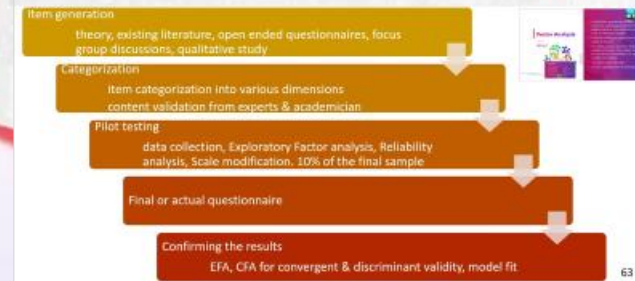 Item generation
theory, existing literature, open ended questionnaires, focus
group discussions, qualitative study
Categorization
item categorization into various dimensions
content validation from experts & academician
Pilot testing
data collection, Exploratory Factor analysis, Reliability
analysis, Scale modification. 10% of the final sample
Final or actual questionnaire
Confirming the results
EFA, CFA for convergent & discriminant validity, model fit
63